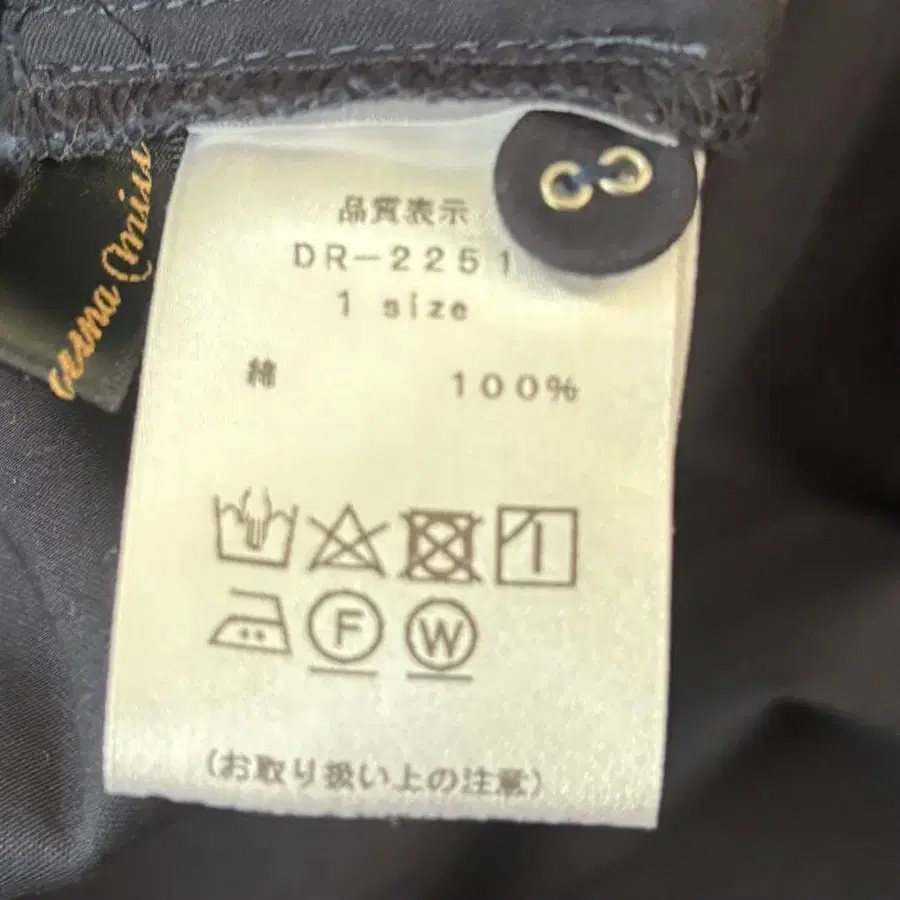 品質表示
DR-2251
1 size
綿 100%
F W
(お取り扱い上の注意)
miss